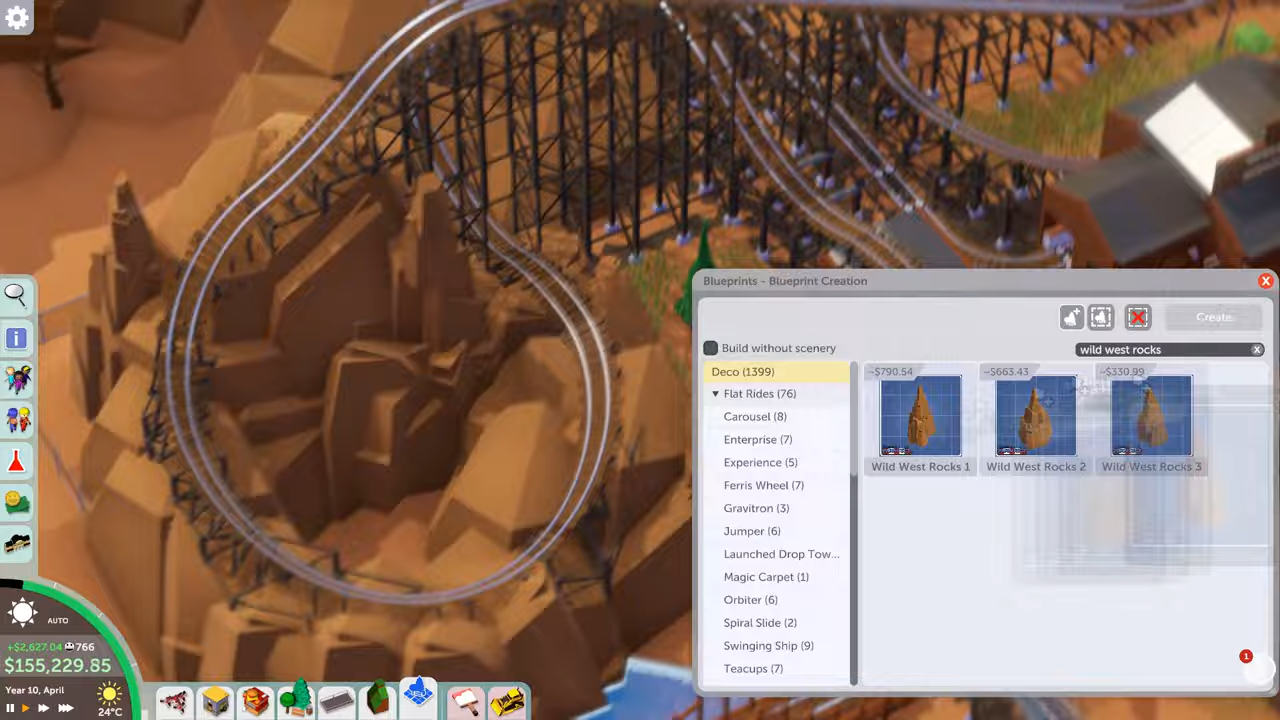 Blueprints - Blueprint Creation
Create
Build without scenery
wild west rocks
Deco (1399)
▼ Flat Rides (76)
Carousel (8)
Enterprise (7)
Experience (5)
Ferris Wheel (7)
Gravitron (3)
Jumper (6)
Launched Drop Tow...
Magic Carpet (1)
Orbiter (6)
Spiral Slide (2)
Swinging Ship (9)
Teacups (7)
~$790.54
~$663.43
~$330.99
Wild West Rocks 1
Wild West Rocks 2
Wild West Rocks 3
1
AUTO
+$2,627.04 766
$155,229.85
Year 10, April
24°C